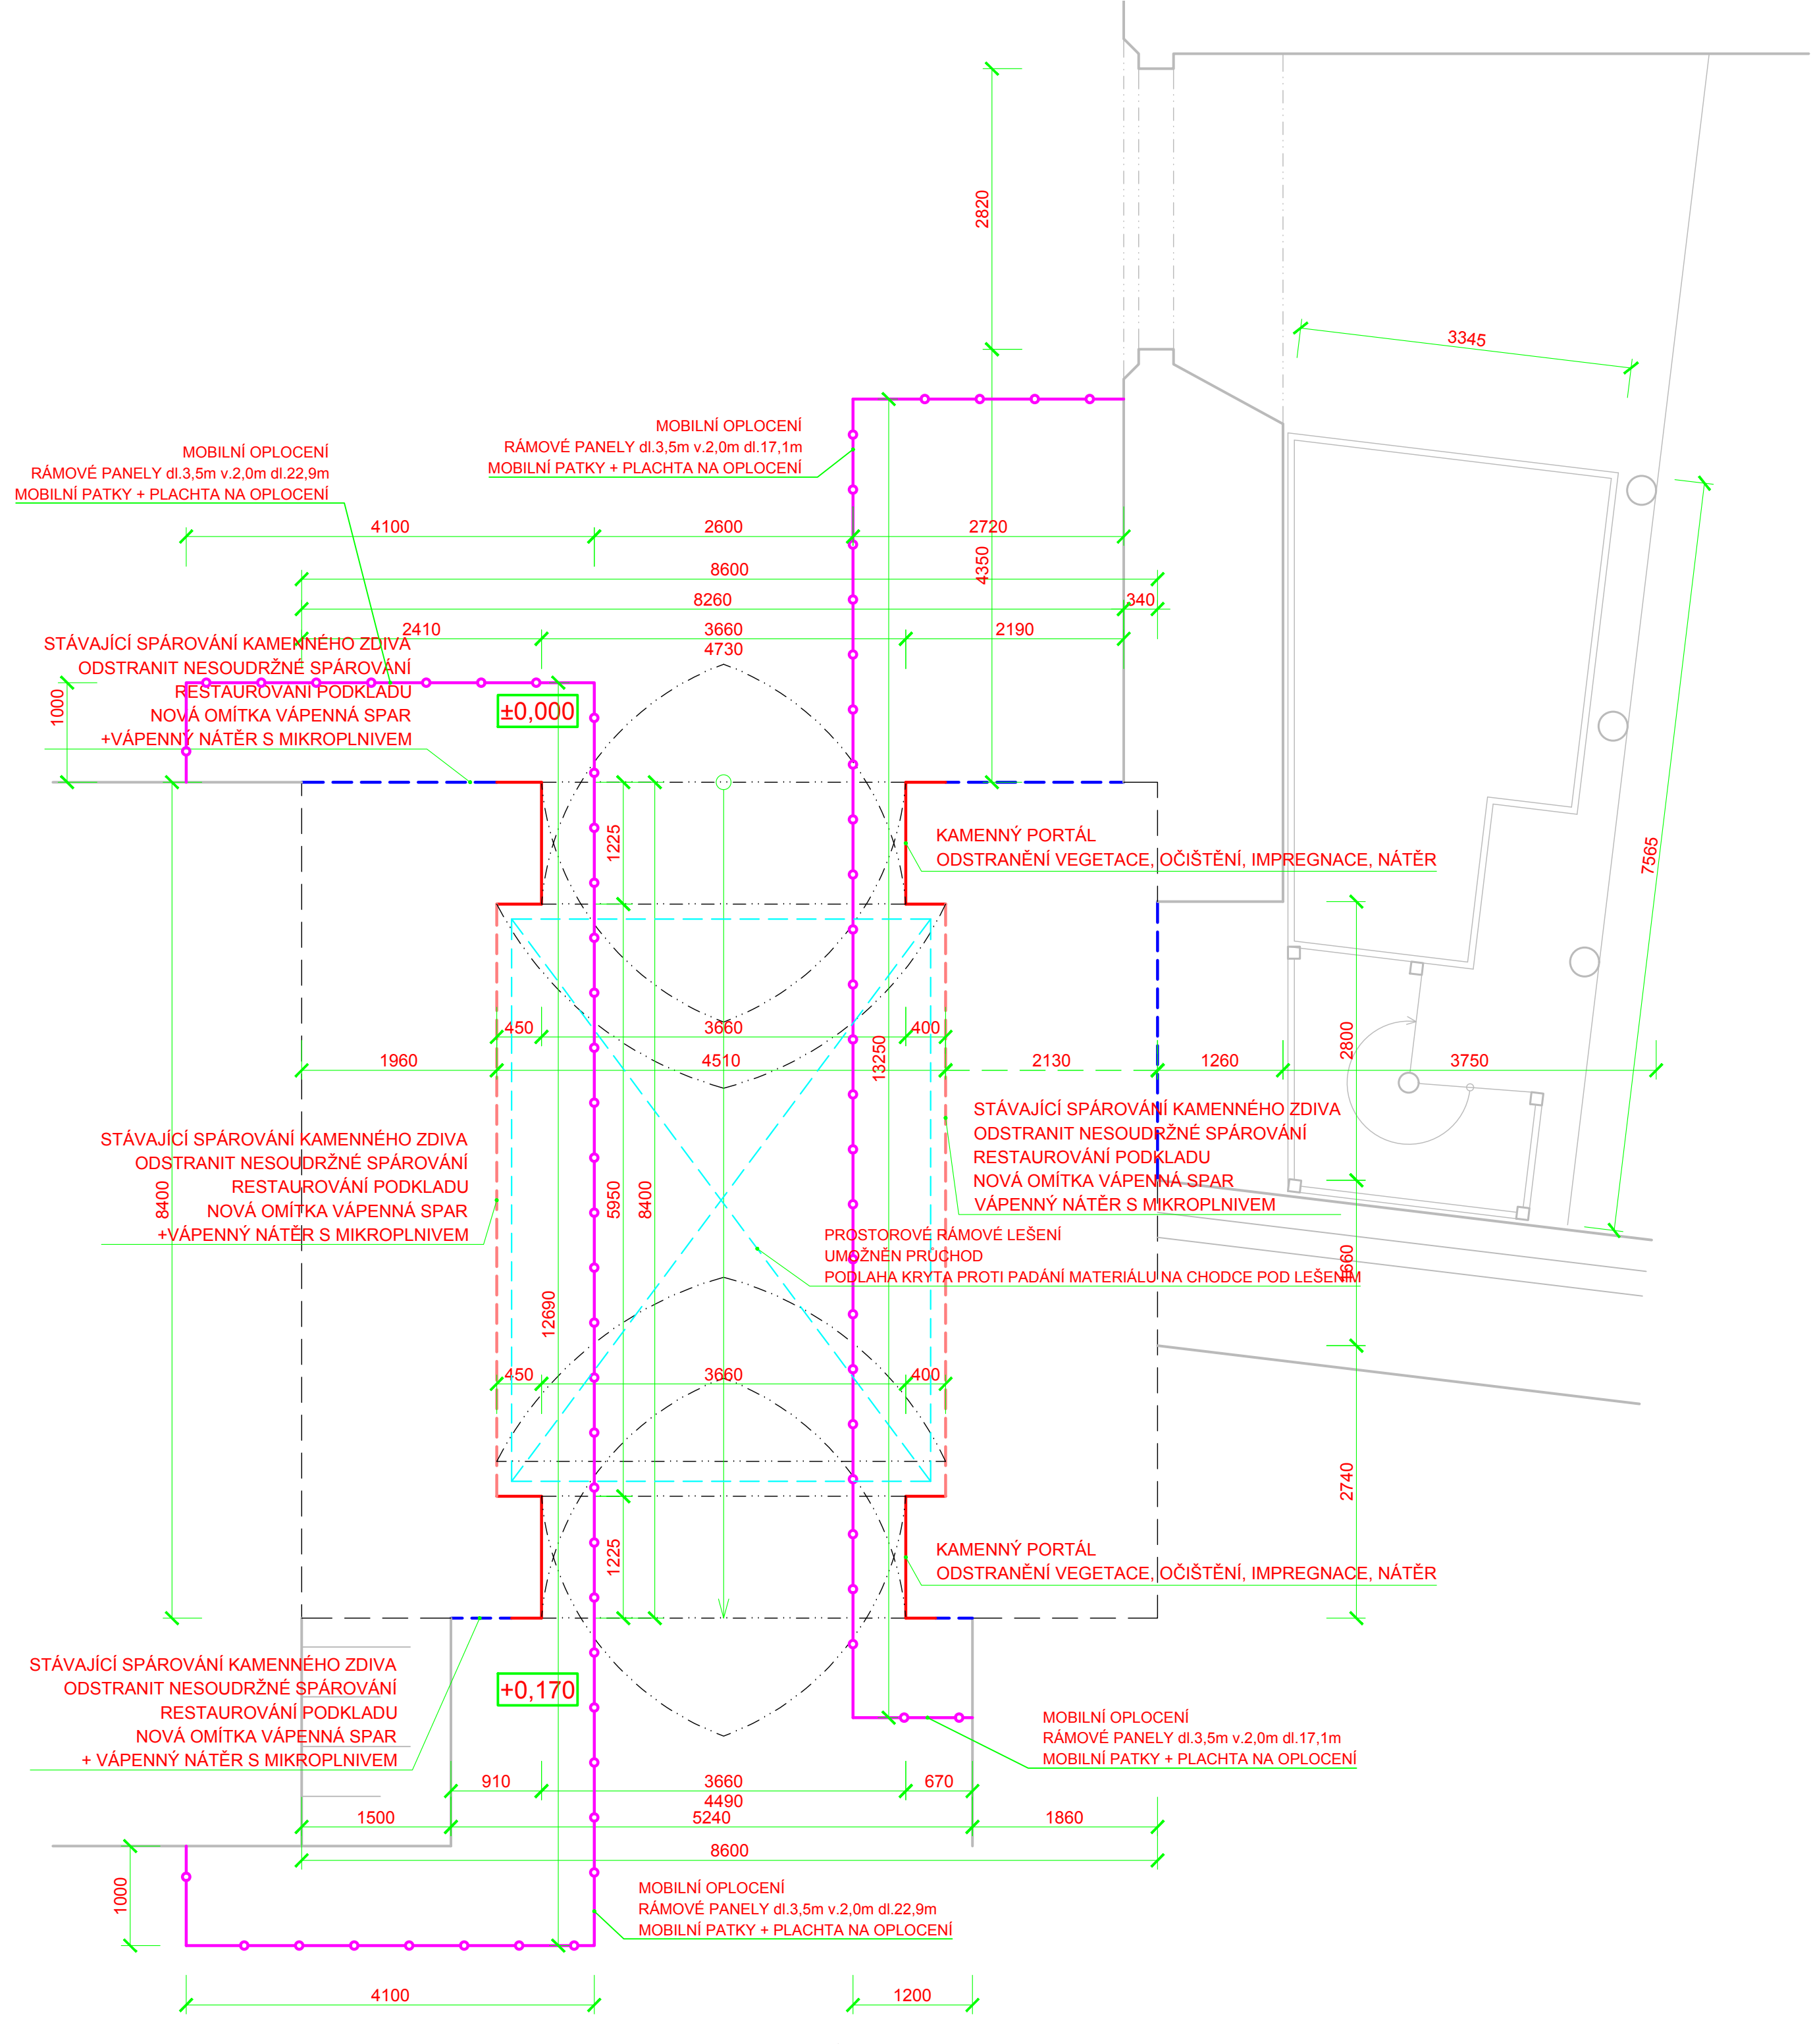 2820
3345
MOBILNÍ OPLOCENÍ
RÁMOVÉ PANELY dl.3,5m v.2,0m dl.17,1m
MOBILNÍ PATKY + PLACHTA NA OPLOCENÍ
MOBILNÍ OPLOCENÍ
RÁMOVÉ PANELY dl.3,5m v.2,0m dl.22,9m
MOBILNÍ PATKY + PLACHTA NA OPLOCENÍ
4100
2600
2720
4350
8600
8260
340
2410
3660
2190
4730
STÁVAJÍCÍ SPÁROVÁNÍ KAMENNÉHO ZDIVA
ODSTRANIT NESOUDRŽNÉ SPÁROVÁNÍ
RESTAUROVÁNÍ PODKLADU
NOVÁ OMÍTKA VÁPENNÁ SPAR
+VÁPENNÝ NÁTĚR S MIKROPLNIVEM
1000
±0,000
1225
KAMENNÝ PORTÁL
ODSTRANĚNÍ VEGETACE, OČIŠTĚNÍ, IMPREGNACE, NÁTĚR
7565
450
3660
400
13250
2800
1960
4510
2130
1260
3750
STÁVAJÍCÍ SPÁROVÁNÍ KAMENNÉHO ZDIVA
ODSTRANIT NESOUDRŽNÉ SPÁROVÁNÍ
RESTAUROVÁNÍ PODKLADU
NOVÁ OMÍTKA VÁPENNÁ SPAR
VÁPENNÝ NÁTĚR S MIKROPLNIVEM
STÁVAJÍCÍ SPÁROVÁNÍ KAMENNÉHO ZDIVA
ODSTRANIT NESOUDRŽNÉ SPÁROVÁNÍ
RESTAUROVÁNÍ PODKLADU
NOVÁ OMÍTKA VÁPENNÁ SPAR
+VÁPENNÝ NÁTĚR S MIKROPLNIVEM
8400
5950
8400
PROSTOROVÉ RÁMOVÉ LEŠENÍ
UMOŽNĚN PRŮCHOD
PODLAHA KRYTA PROTI PADÁNÍ MATERIÁLU NA CHODCE POD LEŠENÍM
1660
12690
450
3660
400
2740
1225
KAMENNÝ PORTÁL
ODSTRANĚNÍ VEGETACE, OČIŠTĚNÍ, IMPREGNACE, NÁTĚR
STÁVAJÍCÍ SPÁROVÁNÍ KAMENNÉHO ZDIVA
ODSTRANIT NESOUDRŽNÉ SPÁROVÁNÍ
RESTAUROVÁNÍ PODKLADU
NOVÁ OMÍTKA VÁPENNÁ SPAR
+ VÁPENNÝ NÁTĚR S MIKROPLNIVEM
+0,170
MOBILNÍ OPLOCENÍ
RÁMOVÉ PANELY dl.3,5m v.2,0m dl.17,1m
MOBILNÍ PATKY + PLACHTA NA OPLOCENÍ
910
3660
670
4490
1500
5240
1860
8600
1000
MOBILNÍ OPLOCENÍ
RÁMOVÉ PANELY dl.3,5m v.2,0m dl.22,9m
MOBILNÍ PATKY + PLACHTA NA OPLOCENÍ
4100
1200